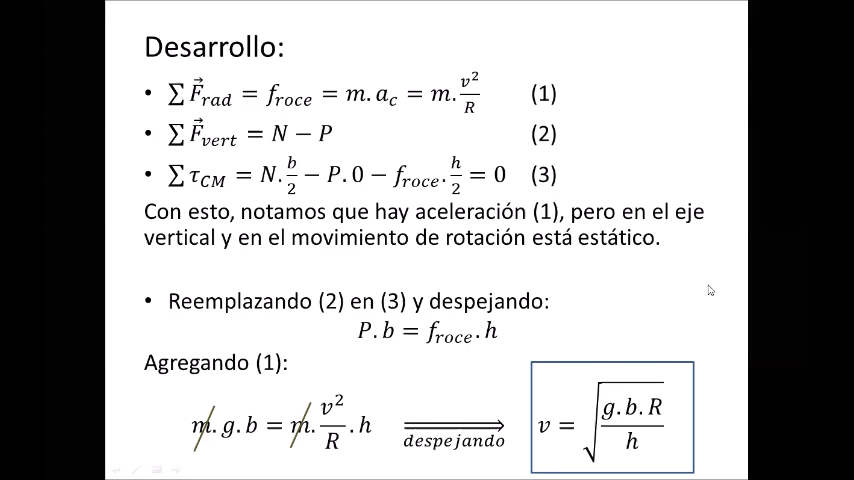 Desarrollo:
• ∑ F⃗_rad = f_roce = m.a_c = m.v²/R (1)
• ∑ F⃗_vert = N − P (2)
• ∑ τ_CM = N.b/2 − P.0 − f_roce.h/2 = 0 (3)
Con esto, notamos que hay aceleración (1), pero en el eje
vertical y en el movimiento de rotación está estático.
• Reemplazando (2) en (3) y despejando:
P.b = f_roce.h
Agregando (1):
m.g.b = m.v²/R.h ⟹ despejando v = √(g.b.R/h)